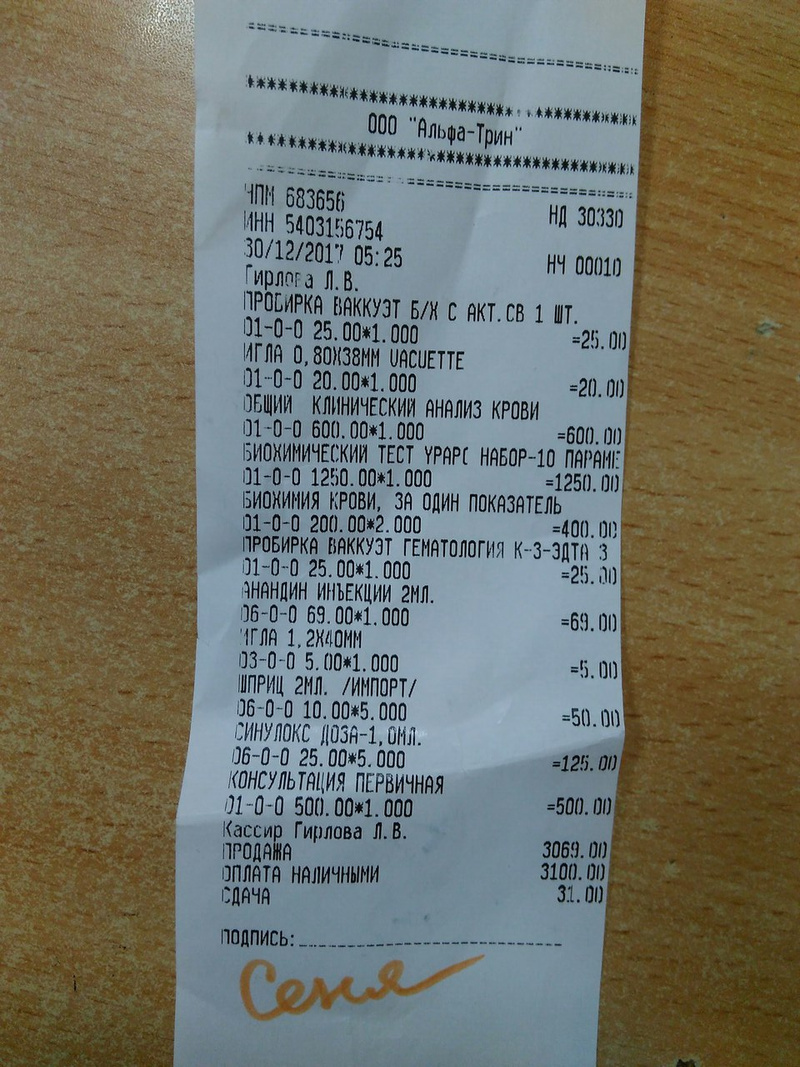 ООО "Альфа-Трин"
ЧПМ 683656 НД 30330
ИНН 5403156754
30/12/2017 05:25 НЧ 00010
Гирлова Л.В.
ПРОБИРКА ВАККУЭТ Б/Х С АКТ.СВ 1 ШТ.
01-0-0 25.00*1.000 =25.00
ИГЛА 0,80X38ММ VACUETTE
01-0-0 20.00*1.000 =20.00
ОБЩИЙ КЛИНИЧЕСКИЙ АНАЛИЗ КРОВИ
01-0-0 600.00*1.000 =600.00
БИОХИМИЧЕСКИЙ ТЕСТ УРАРС НАБОР-10 ПАРАМЕ
01-0-0 1250.00*1.000 =1250.00
БИОХИМИЯ КРОВИ, ЗА ОДИН ПОКАЗАТЕЛЬ
01-0-0 200.00*2.000 =400.00
ПРОБИРКА ВАККУЭТ ГЕМАТОЛОГИЯ К-3-ЭДТА 3
01-0-0 25.00*1.000 =25.00
АНАНДИН ИНЪЕКЦИИ 2МЛ.
06-0-0 69.00*1.000 =69.00
ИГЛА 1,2X40ММ
03-0-0 5.00*1.000 =5.00
ШПРИЦ 2МЛ. /ИМПОРТ/
06-0-0 10.00*5.000 =50.00
СИНУЛОКС ДОЗА-1,0МЛ.
06-0-0 25.00*5.000 =125.00
КОНСУЛЬТАЦИЯ ПЕРВИЧНАЯ
01-0-0 500.00*1.000 =500.00
Кассир Гирлова Л.В.
ПРОДАЖА 3069.00
ОПЛАТА НАЛИЧНЫМИ 3100.00
СДАЧА 31.00
ПОДПИСЬ:
Сеня